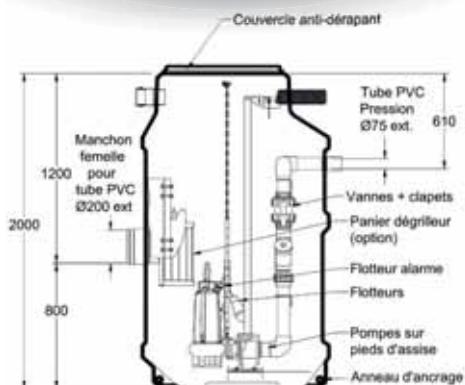 Couvercle anti-dérapant
Tube PVC
Pression
Ø75 ext.
610
Manchon
femelle
pour
tube PVC
Ø200 ext
1200
2000
800
Vannes + clapets
Panier dégrilleur
(option)
Flotteur alarme
Flotteurs
Pompes sur
pieds d'assise
Anneau d'ancrage